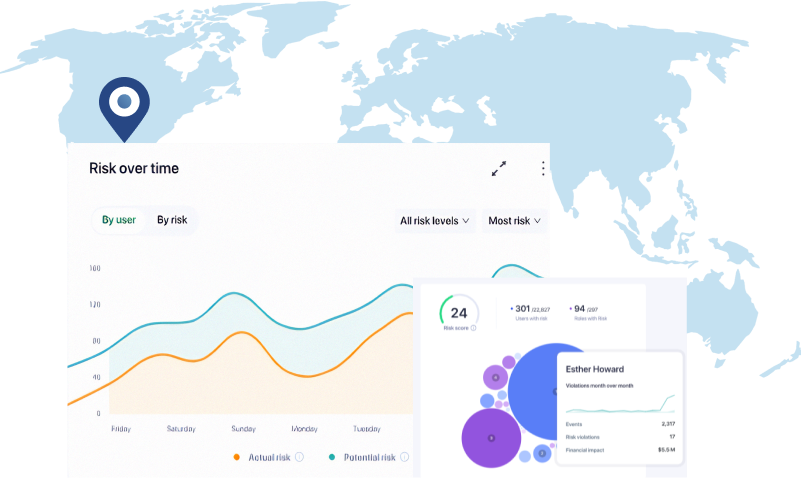 Risk over time
By user By risk
All risk levels Most risk
160
120
80
40
0
Friday Saturday Sunday Monday Tuesday
Actual risk Potential risk
24
Risk score
301 /22,827
Users with risk
94 /297
Roles with Risk
Esther Howard
Violations month over month
Events 2,317
Risk violations 17
Financial impact $5.5 M